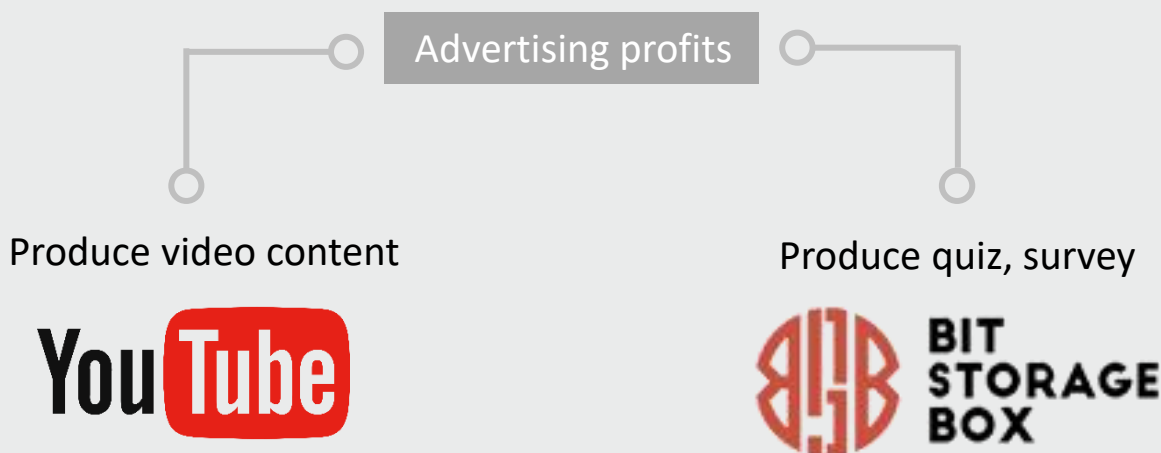 Advertising profits
Produce video content
Produce quiz, survey
YouTube
BIT
STORAGE
BOX